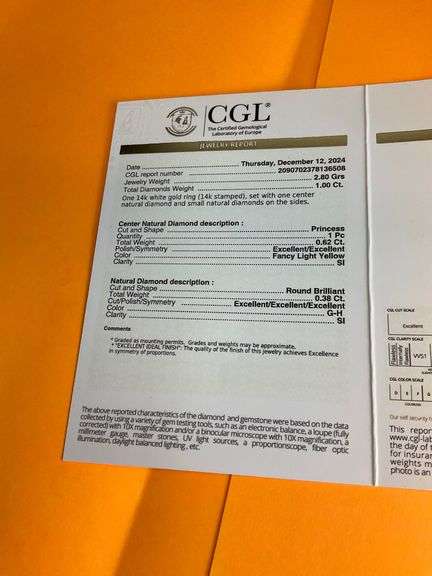 CGL®
The Certified Gemological
Laboratory of Europe
JEWELRY REPORT
Date Thursday, December 12, 2024
CGL report number 2090702378136508
Jewelry Weight 2.80 Grs
Total Diamonds Weight 1.00 Ct.
One 14k white gold ring (14k stamped), set with one center
natural diamond and small natural diamonds on the sides.
Center Natural Diamond description :
Cut and Shape Princess
Quantity 1 Pc
Total Weight 0.62 Ct.
Polish/Symmetry Excellent/Excellent
Color Fancy Light Yellow
Clarity SI
Natural Diamond description :
Cut and Shape Round Brilliant
Total Weight 0.38 Ct.
Cut/Polish/Symmetry Excellent/Excellent/Excellent
Color G-H
Clarity SI
Comments
* Graded as mounting permits. Grades and weights may be approximate.
* "EXCELLENT IDEAL FINISH": The quality of the finish of this jewelry achieves Excellence
in symmetry of proportions.
The above reported characteristics of the diamond and gemstone were based on the data
collected by using a variety of gem testing tools, such as an electronic balance, a loupe (fully
corrected) with 10X magnification and/or a binocular microscope with 10X magnification, a
millimeter gauge, master stones, UV light sources, a proportionscope, fiber optic
illumination, daylight balanced lighting , etc.
CGL CUT SCALE
Excellent
CGL CLARITY SCALE
Flawless
Internally
flawless
VVS1
CGL COLOR SCALE
D E F G
Our self security
This repor
www.cgl-lab
the day of
for insuran
weights m
photo is an